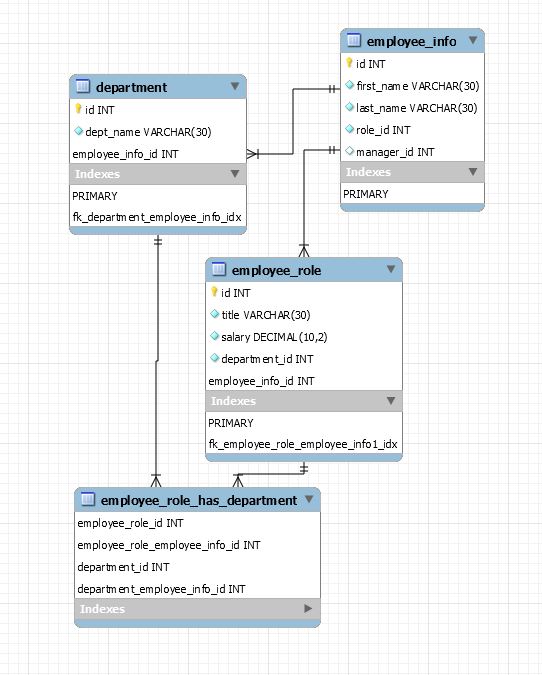 employee_info
id INT
first_name VARCHAR(30)
last_name VARCHAR(30)
role_id INT
manager_id INT
Indexes
PRIMARY
department
id INT
dept_name VARCHAR(30)
employee_info_id INT
Indexes
PRIMARY
fk_department_employee_info_idx
employee_role
id INT
title VARCHAR(30)
salary DECIMAL(10,2)
department_id INT
employee_info_id INT
Indexes
PRIMARY
fk_employee_role_employee_info1_idx
employee_role_has_department
employee_role_id INT
employee_role_employee_info_id INT
department_id INT
department_employee_info_id INT
Indexes